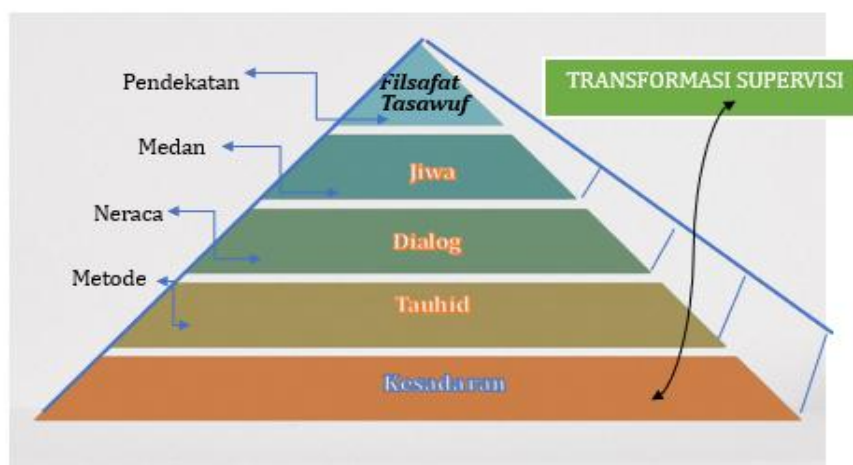 TRANSFORMASI SUPERVISI
Pendekatan
Filsafat
Tasawuf
Medan
Jiwa
Neraca
Dialog
Metode
Tauhid
Kesadaran